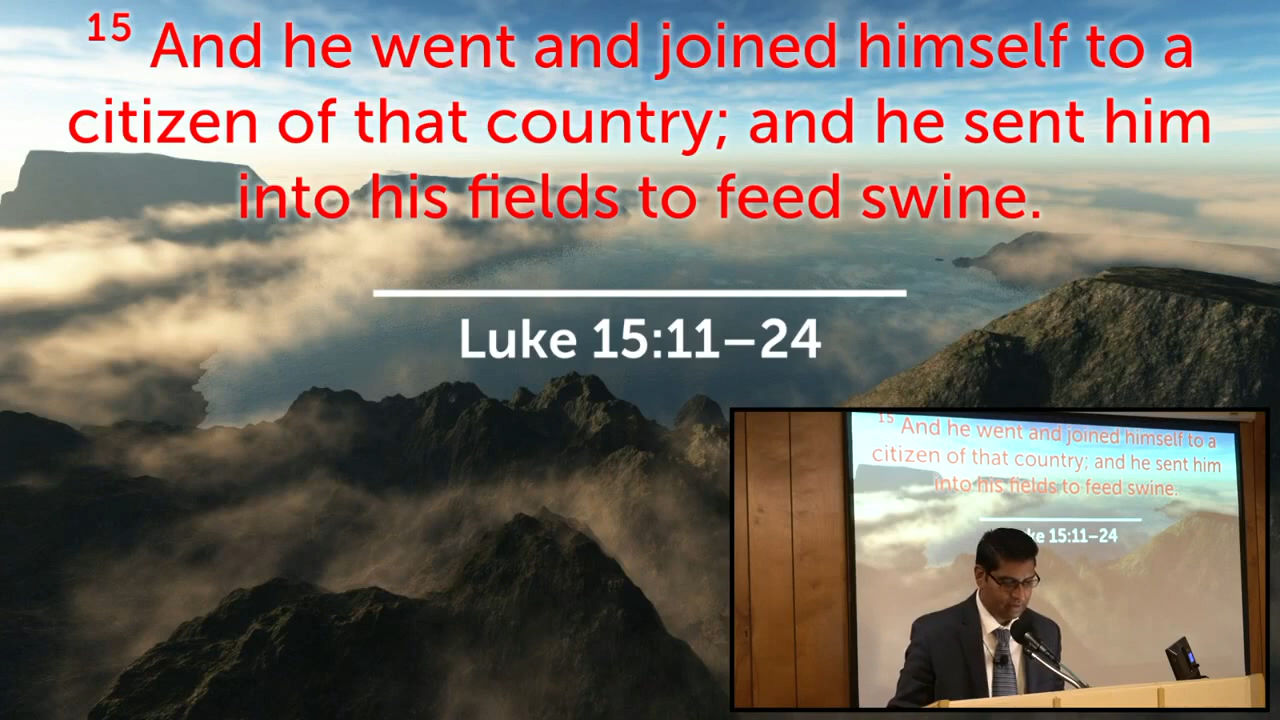 15 And he went and joined himself to a
citizen of that country; and he sent him
into his fields to feed swine.
Luke 15:11–24
15 And he went and joined himself to a
citizen of that country; and he sent him
into his fields to feed swine.
ke 15:11–24